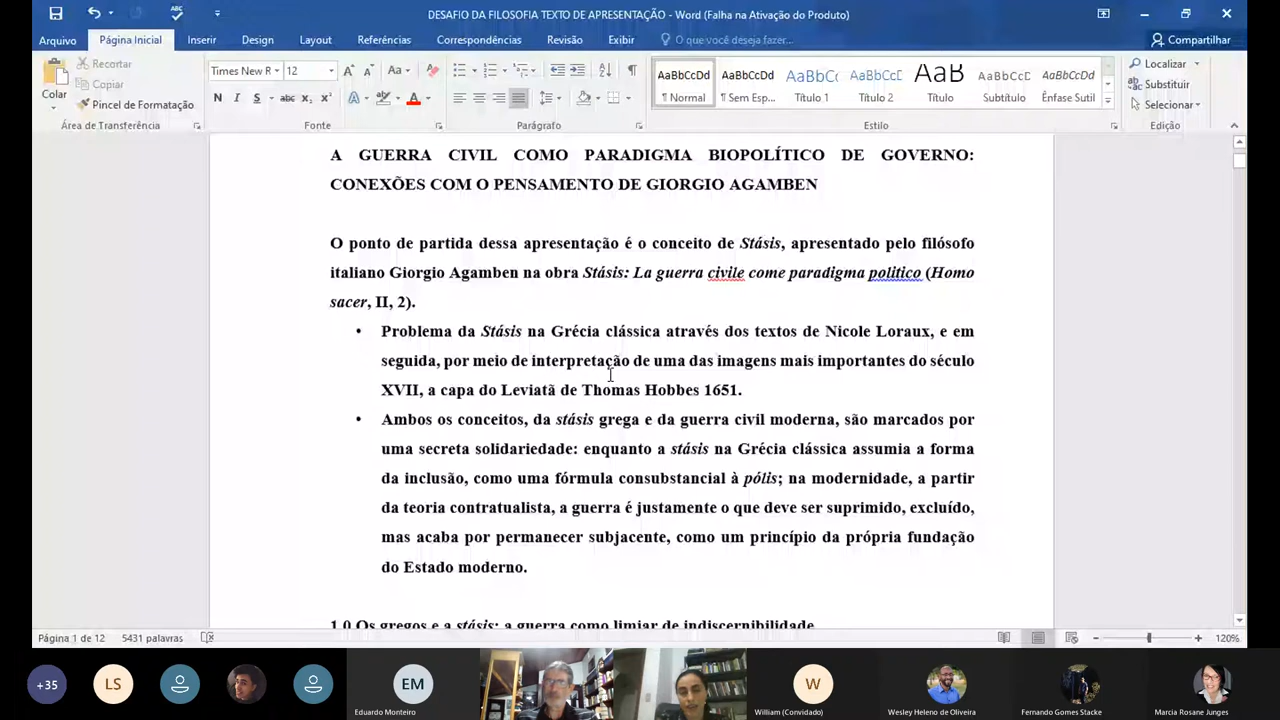 DESAFIO DA FILOSOFIA TEXTO DE APRESENTAÇÃO - Word (Falha na Ativação do Produto)
Arquivo
Página Inicial
Inserir
Design
Layout
Referências
Correspondências
Revisão
Exibir
O que você deseja fazer...
Compartilhar
Colar
Recortar
Copiar
Pincel de Formatação
Área de Transferência
Times New R
12
Aa
N I S abc x₂ x²
Fonte
Parágrafo
AaBbCcDd
¶ Normal
AaBbCcDd
¶ Sem Esp...
AaBbCc
Título 1
AaBbCcD
Título 2
AaB
Título
AaBbCcD
Subtítulo
AaBbCcDd
Ênfase Sutil
Estilo
Localizar
Substituir
Selecionar
Edição
A GUERRA CIVIL COMO PARADIGMA BIOPOLÍTICO DE GOVERNO:
CONEXÕES COM O PENSAMENTO DE GIORGIO AGAMBEN
O ponto de partida dessa apresentação é o conceito de Stásis, apresentado pelo filósofo
italiano Giorgio Agamben na obra Stásis: La guerra civile come paradigma politico (Homo
sacer, II, 2).
• Problema da Stásis na Grécia clássica através dos textos de Nicole Loraux, e em
seguida, por meio de interpretação de uma das imagens mais importantes do século
XVII, a capa do Leviatã de Thomas Hobbes 1651.
• Ambos os conceitos, da stásis grega e da guerra civil moderna, são marcados por
uma secreta solidariedade: enquanto a stásis na Grécia clássica assumia a forma
da inclusão, como uma fórmula consubstancial à pólis; na modernidade, a partir
da teoria contratualista, a guerra é justamente o que deve ser suprimido, excluído,
mas acaba por permanecer subjacente, como um princípio da própria fundação
do Estado moderno.
1.0 Os gregos e a stásis: a guerra como limiar de indiscernibilidade
Página 1 de 12
5431 palavras
120%
+35
LS
EM
Eduardo Monteiro
W
William (Convidado)
Wesley Heleno de Oliveira
Fernando Gomes Stacke
Marcia Rosane Junges